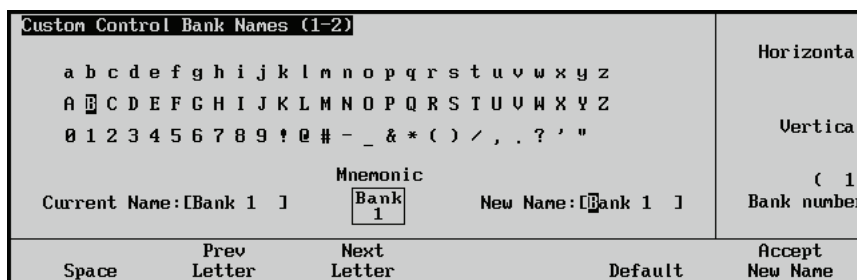 Custom Control Bank Names (1-2)
a b c d e f g h i j k l m n o p q r s t u v w x y z
A B C D E F G H I J K L M N O P Q R S T U V W X Y Z
0 1 2 3 4 5 6 7 8 9 ! @ # - _ & * ( ) / , . ? ' "
Horizonta
Vertica
Mnemonic
Current Name:[Bank 1 ]
Bank
1
New Name:[Bank 1 ]
( 1
Bank number
Space
Prev
Letter
Next
Letter
Default
Accept
New Name